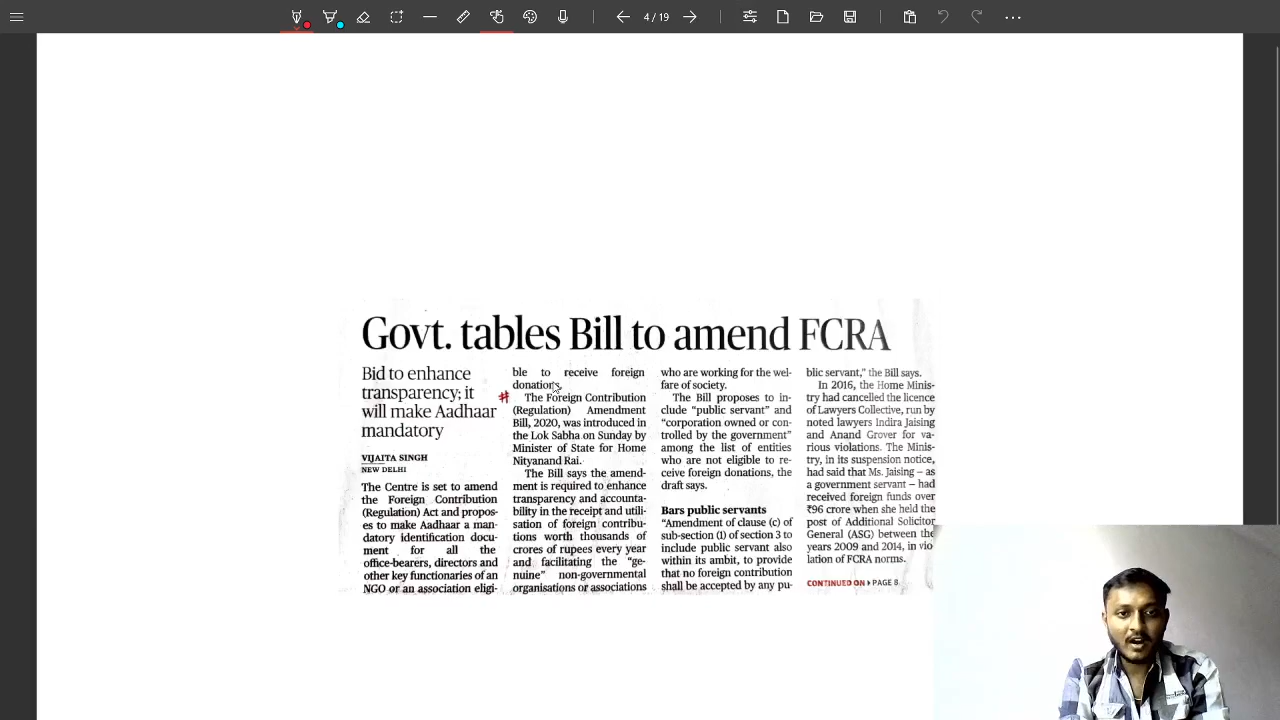 4 / 19
Govt. tables Bill to amend FCRA
Bid to enhance
transparency; it
will make Aadhaar
mandatory
VIJAITA SINGH
NEW DELHI
The Centre is set to amend
the Foreign Contribution
(Regulation) Act and propos-
es to make Aadhaar a man-
datory identification docu-
ment for all the
office-bearers, directors and
other key functionaries of an
NGO or an association eligi-
ble to receive foreign
donations.
The Foreign Contribution
(Regulation) Amendment
Bill, 2020, was introduced in
the Lok Sabha on Sunday by
Minister of State for Home
Nityanand Rai.
The Bill says the amend-
ment is required to enhance
transparency and accounta-
bility in the receipt and utili-
sation of foreign contribu-
tions worth thousands of
crores of rupees every year
and facilitating the “ge-
nuine” non-governmental
organisations or associations
who are working for the wel-
fare of society.
The Bill proposes to in-
clude “public servant” and
“corporation owned or con-
trolled by the government”
among the list of entities
who are not eligible to re-
ceive foreign donations, the
draft says.
Bars public servants
“Amendment of clause (c) of
sub-section (1) of section 3 to
include public servant also
within its ambit, to provide
that no foreign contribution
shall be accepted by any pu-
blic servant,” the Bill says.
In 2016, the Home Minis-
try had cancelled the licence
of Lawyers Collective, run by
noted lawyers Indira Jaising
and Anand Grover for va-
rious violations. The Minis-
try, in its suspension notice,
had said that Ms. Jaising – as
a government servant – had
received foreign funds over
₹96 crore when she held the
post of Additional Solicitor
General (ASG) between the
years 2009 and 2014, in vio
lation of FCRA norms.
CONTINUED ON PAGE 8